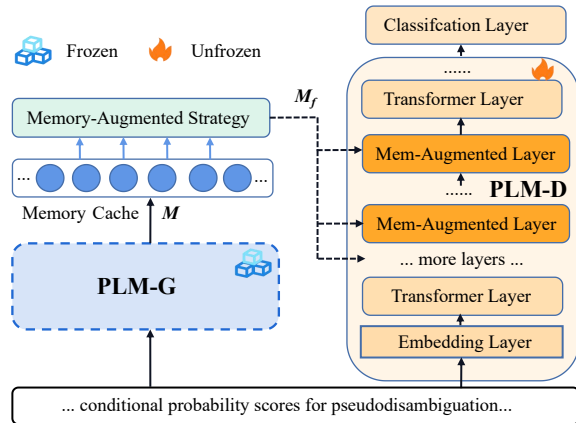 Frozen
Unfrozen
Classifcation Layer
......
Transformer Layer
Memory-Augmented Strategy
M_f
Mem-Augmented Layer
......
PLM-D
... ...
Memory Cache M
Mem-Augmented Layer
... more layers ...
PLM-G
Transformer Layer
Embedding Layer
... conditional probability scores for pseudodisambiguation...